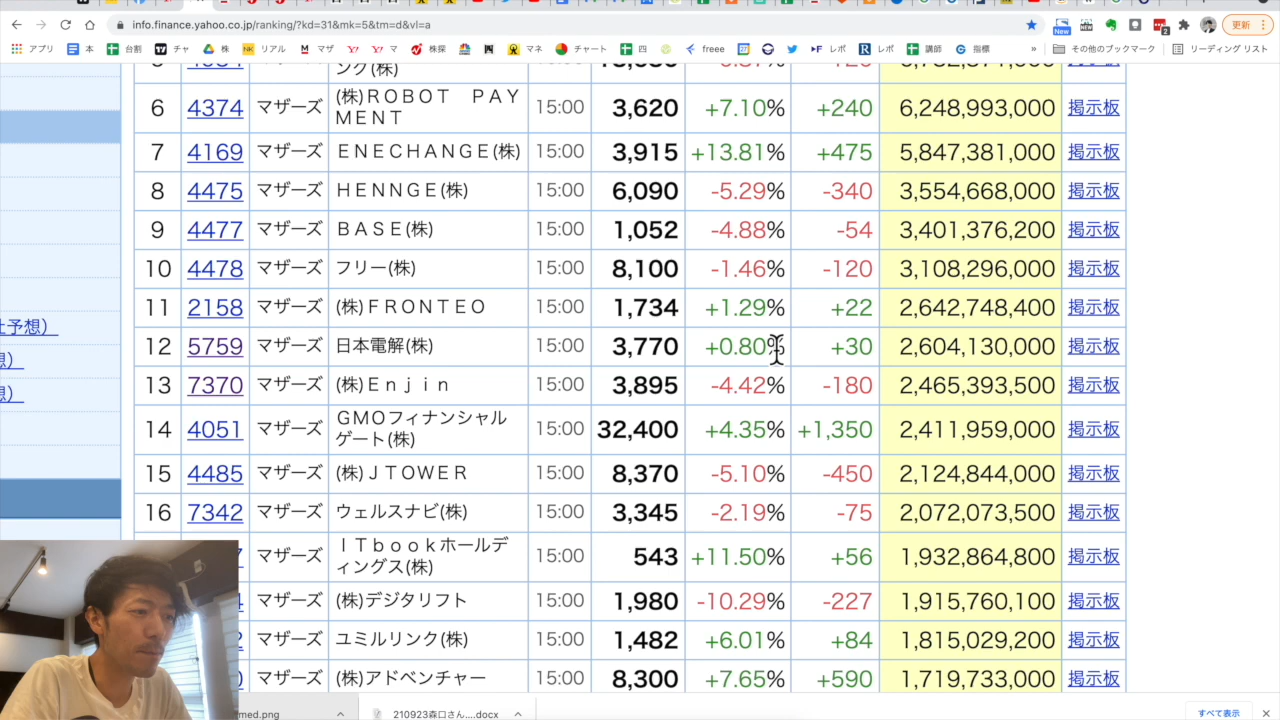 info.finance.yahoo.co.jp/ranking/?kd=31&mk=5&tm=d&vl=a
更新
アプリ 本 台割 チャ 株 リアル マザ マ 株探 マネ チャート 四 freee レポ レポ 講師 指標 » その他のブックマーク リーディング リスト
ング(株)
6 4374 マザーズ (株)ROBOT PAYMENT 15:00 3,620 +7.10% +240 6,248,993,000 掲示板
7 4169 マザーズ ENECHANGE(株) 15:00 3,915 +13.81% +475 5,847,381,000 掲示板
8 4475 マザーズ HENNGE(株) 15:00 6,090 -5.29% -340 3,554,668,000 掲示板
9 4477 マザーズ BASE(株) 15:00 1,052 -4.88% -54 3,401,376,200 掲示板
10 4478 マザーズ フリー(株) 15:00 8,100 -1.46% -120 3,108,296,000 掲示板
11 2158 マザーズ (株)FRONTEO 15:00 1,734 +1.29% +22 2,642,748,400 掲示板
社予想)
12 5759 マザーズ 日本電解(株) 15:00 3,770 +0.80% +30 2,604,130,000 掲示板
想)
13 7370 マザーズ (株)Enjin 15:00 3,895 -4.42% -180 2,465,393,500 掲示板
想)
14 4051 マザーズ GMOフィナンシャルゲート(株) 15:00 32,400 +4.35% +1,350 2,411,959,000 掲示板
15 4485 マザーズ (株)JTOWER 15:00 8,370 -5.10% -450 2,124,844,000 掲示板
16 7342 マザーズ ウェルスナビ(株) 15:00 3,345 -2.19% -75 2,072,073,500 掲示板
マザーズ ITbookホールディングス(株) 15:00 543 +11.50% +56 1,932,864,800 掲示板
マザーズ (株)デジタリフト 15:00 1,980 -10.29% -227 1,915,760,100 掲示板
マザーズ ユミルリンク(株) 15:00 1,482 +6.01% +84 1,815,029,200 掲示板
マザーズ (株)アドベンチャー 15:00 8,300 +7.65% +590 1,719,733,000 掲示板
med.png 210923森口さん....docx すべて表示